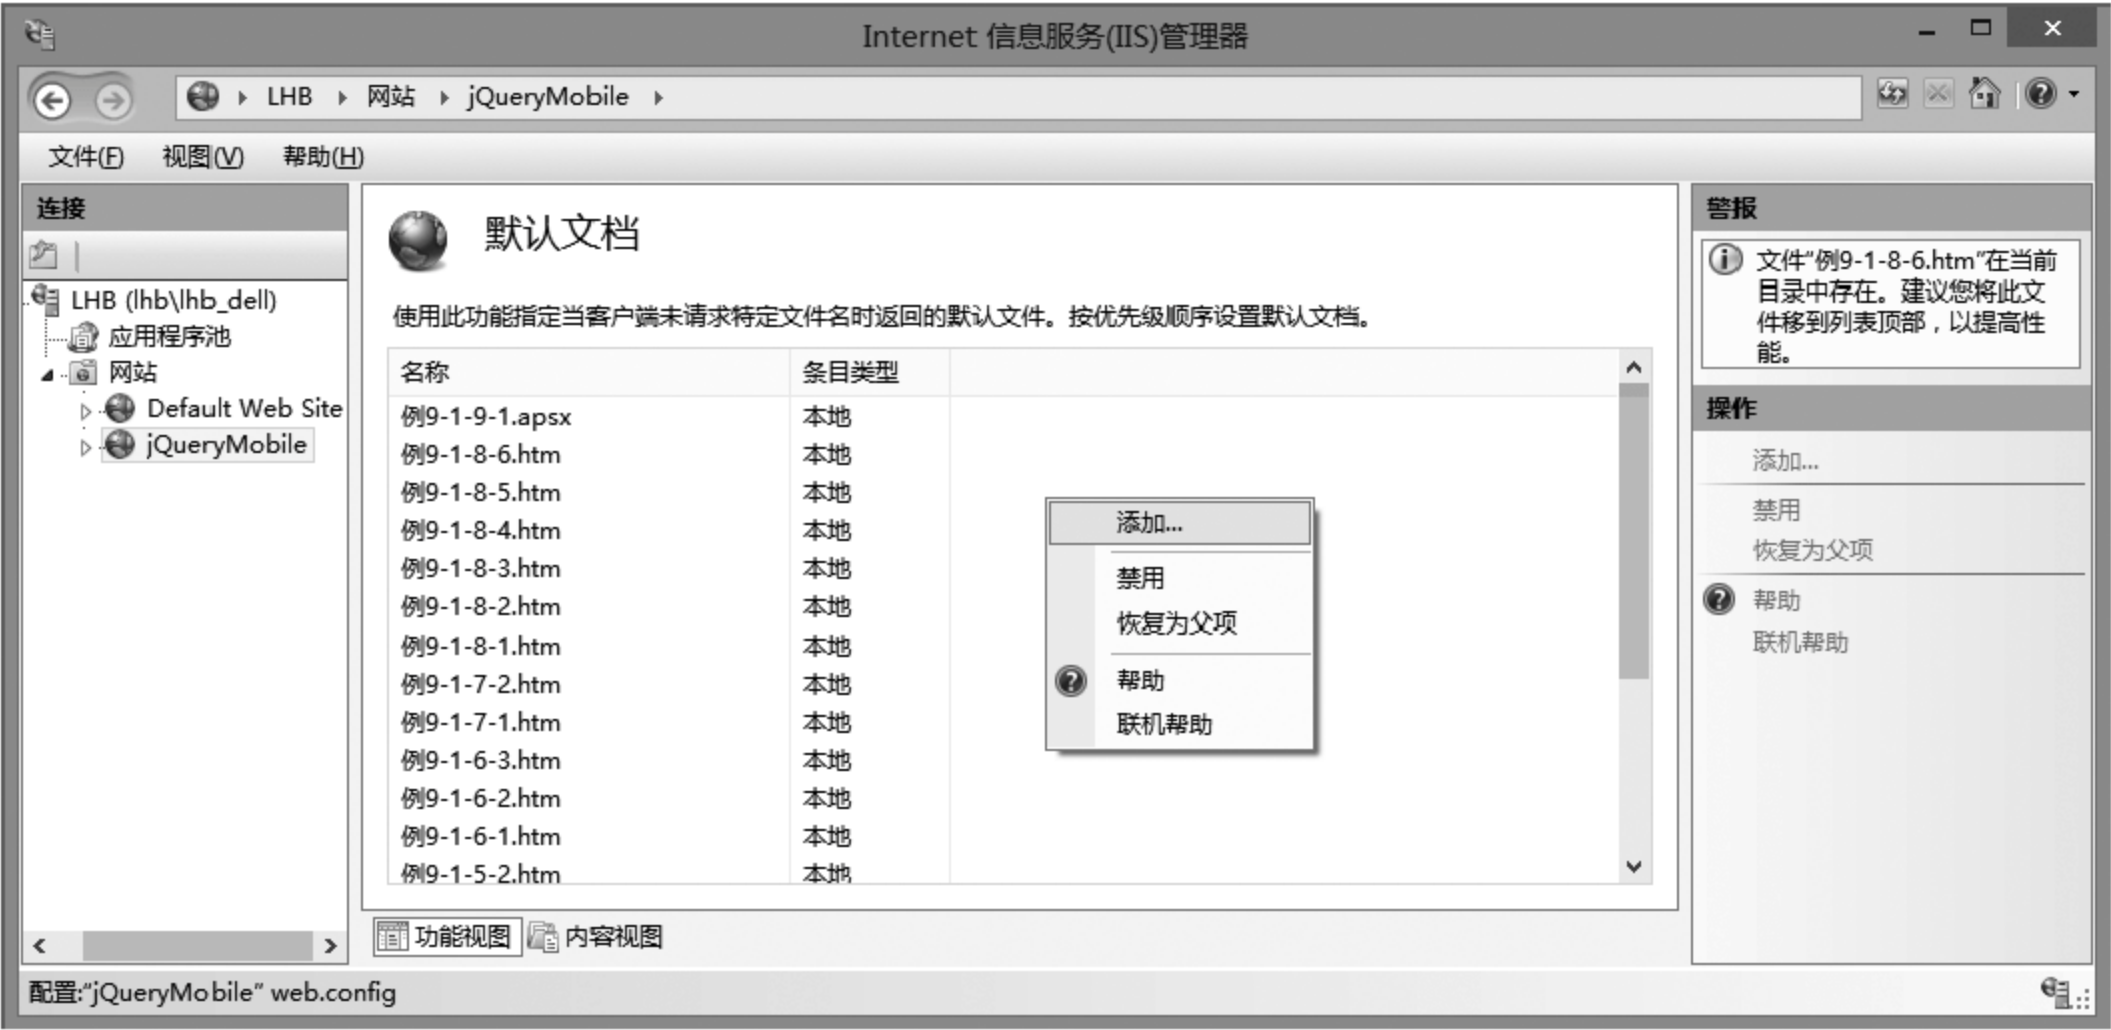 Internet 信息服务(IIS)管理器
LHB 网站 jQueryMobile
文件(F) 视图(V) 帮助(H)
连接
LHB (lhb\lhb_dell)
应用程序池
网站
Default Web Site
jQueryMobile
默认文档
使用此功能指定当客户端未请求特定文件名时返回的默认文件。按优先级顺序设置默认文档。
名称 条目类型
例9-1-9-1.apsx 本地
例9-1-8-6.htm 本地
例9-1-8-5.htm 本地
例9-1-8-4.htm 本地
例9-1-8-3.htm 本地
例9-1-8-2.htm 本地
例9-1-8-1.htm 本地
例9-1-7-2.htm 本地
例9-1-7-1.htm 本地
例9-1-6-3.htm 本地
例9-1-6-2.htm 本地
例9-1-6-1.htm 本地
例9-1-5-2.htm 本地
添加...
禁用
恢复为父项
帮助
联机帮助
功能视图 内容视图
警报
文件"例9-1-8-6.htm"在当前
目录中存在。建议您将此文
件移到列表顶部，以提高性
能。
操作
添加...
禁用
恢复为父项
帮助
联机帮助
配置:"jQueryMobile" web.config